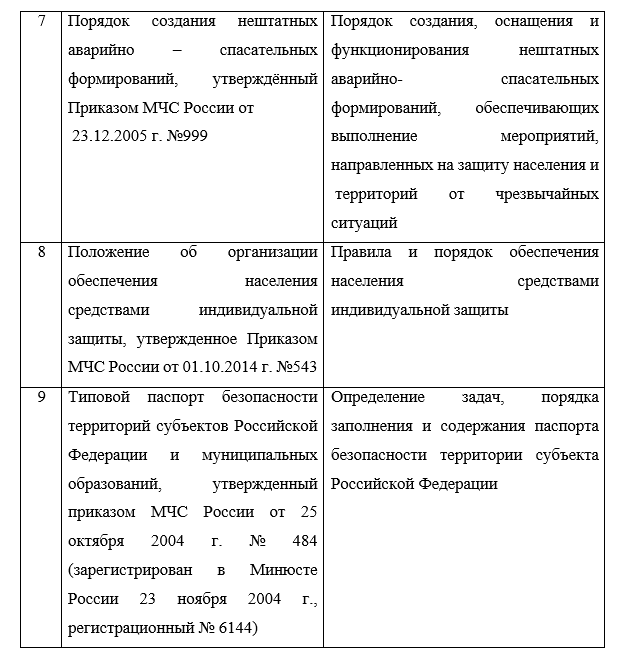 7
Порядок создания нештатных
аварийно – спасательных
формирований, утверждённый
Приказом МЧС России от
23.12.2005 г. №999
Порядок создания, оснащения и
функционирования нештатных
аварийно- спасательных
формирований, обеспечивающих
выполнение мероприятий,
направленных на защиту населения и
территорий от чрезвычайных
ситуаций
8
Положение об организации
обеспечения населения
средствами индивидуальной
защиты, утвержденное Приказом
МЧС России от 01.10.2014 г. №543
Правила и порядок обеспечения
населения средствами
индивидуальной защиты
9
Типовой паспорт безопасности
территорий субъектов Российской
Федерации и муниципальных
образований, утвержденный
приказом МЧС России от 25
октября 2004 г. № 484
(зарегистрирован в Минюсте
России 23 ноября 2004 г.,
регистрационный № 6144)
Определение задач, порядка
заполнения и содержания паспорта
безопасности территории субъекта
Российской Федерации